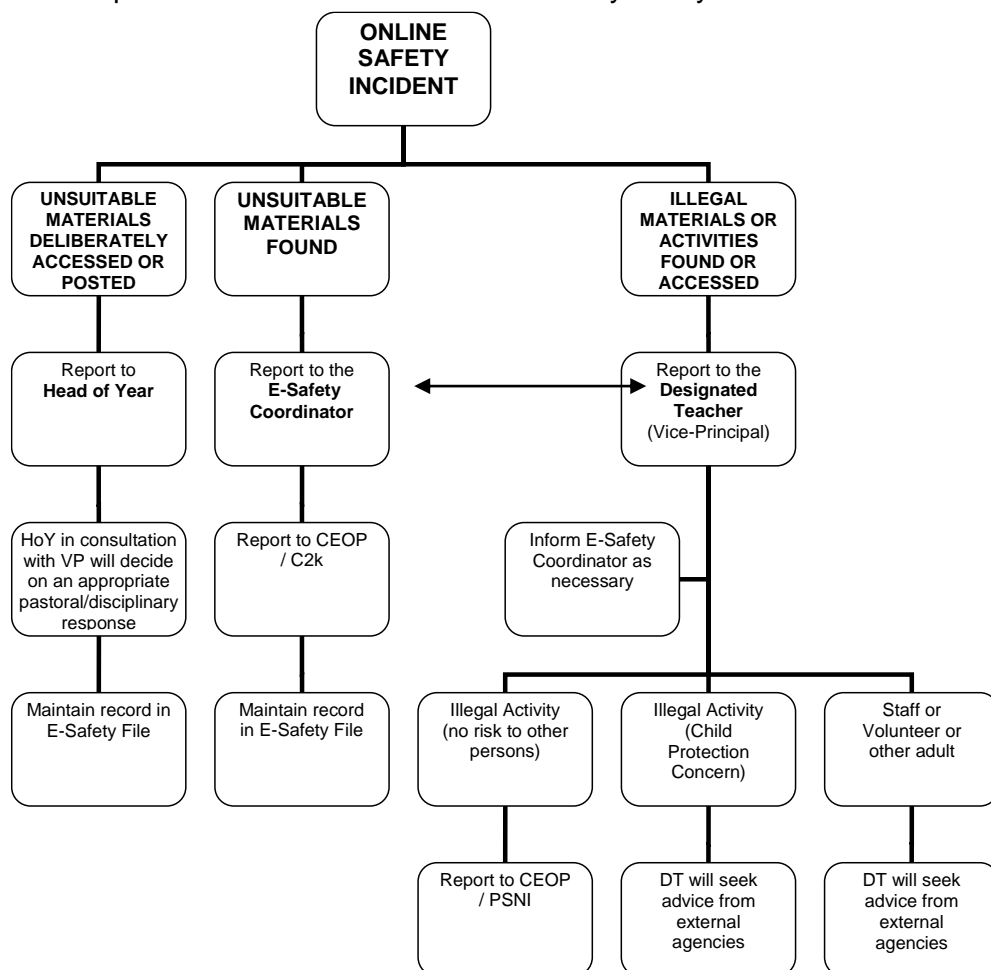 ONLINE
SAFETY
INCIDENT
UNSUITABLE
MATERIALS
DELIBERATELY
ACCESSED OR
POSTED
UNSUITABLE
MATERIALS
FOUND
ILLEGAL
MATERIALS OR
ACTIVITIES
FOUND OR
ACCESSED
Report to
Head of Year
Report to the
E-Safety
Coordinator
Report to the
Designated
Teacher
(Vice-Principal)
HoY in consultation
with VP will decide
on an appropriate
pastoral/disciplinary
response
Report to CEOP
/ C2k
Inform E-Safety
Coordinator as
necessary
Maintain record in
E-Safety File
Maintain record
in E-Safety File
Illegal Activity
(no risk to other
persons)
Illegal Activity
(Child
Protection
Concern)
Staff or
Volunteer or
other adult
Report to CEOP
/ PSNI
DT will seek
advice from
external
agencies
DT will seek
advice from
external
agencies